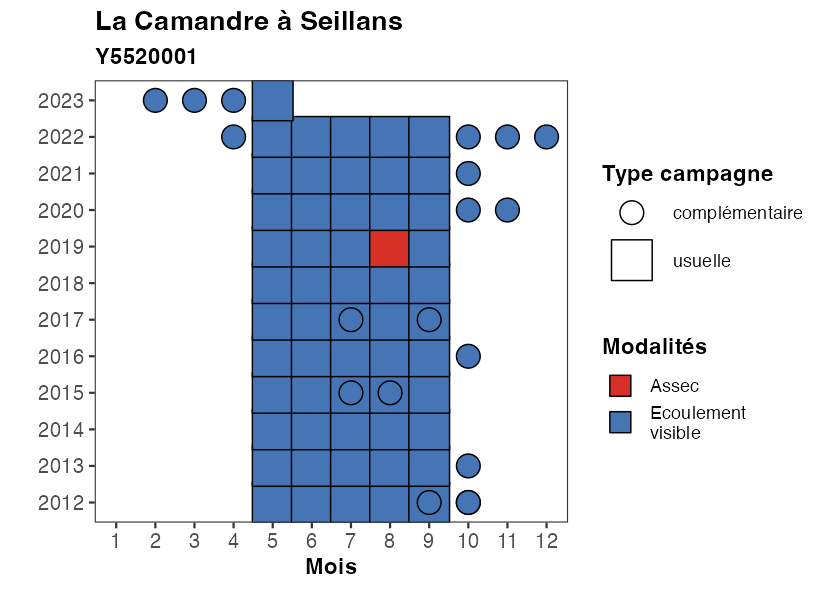 La Camandre à Seillans
Y5520001
2023
2022
2021
2020
2019
2018
2017
2016
2015
2014
2013
2012
1 2 3 4 5 6 7 8 9 10 11 12
Mois
Type campagne
complémentaire
usuelle
Modalités
Assec
Ecoulement
visible